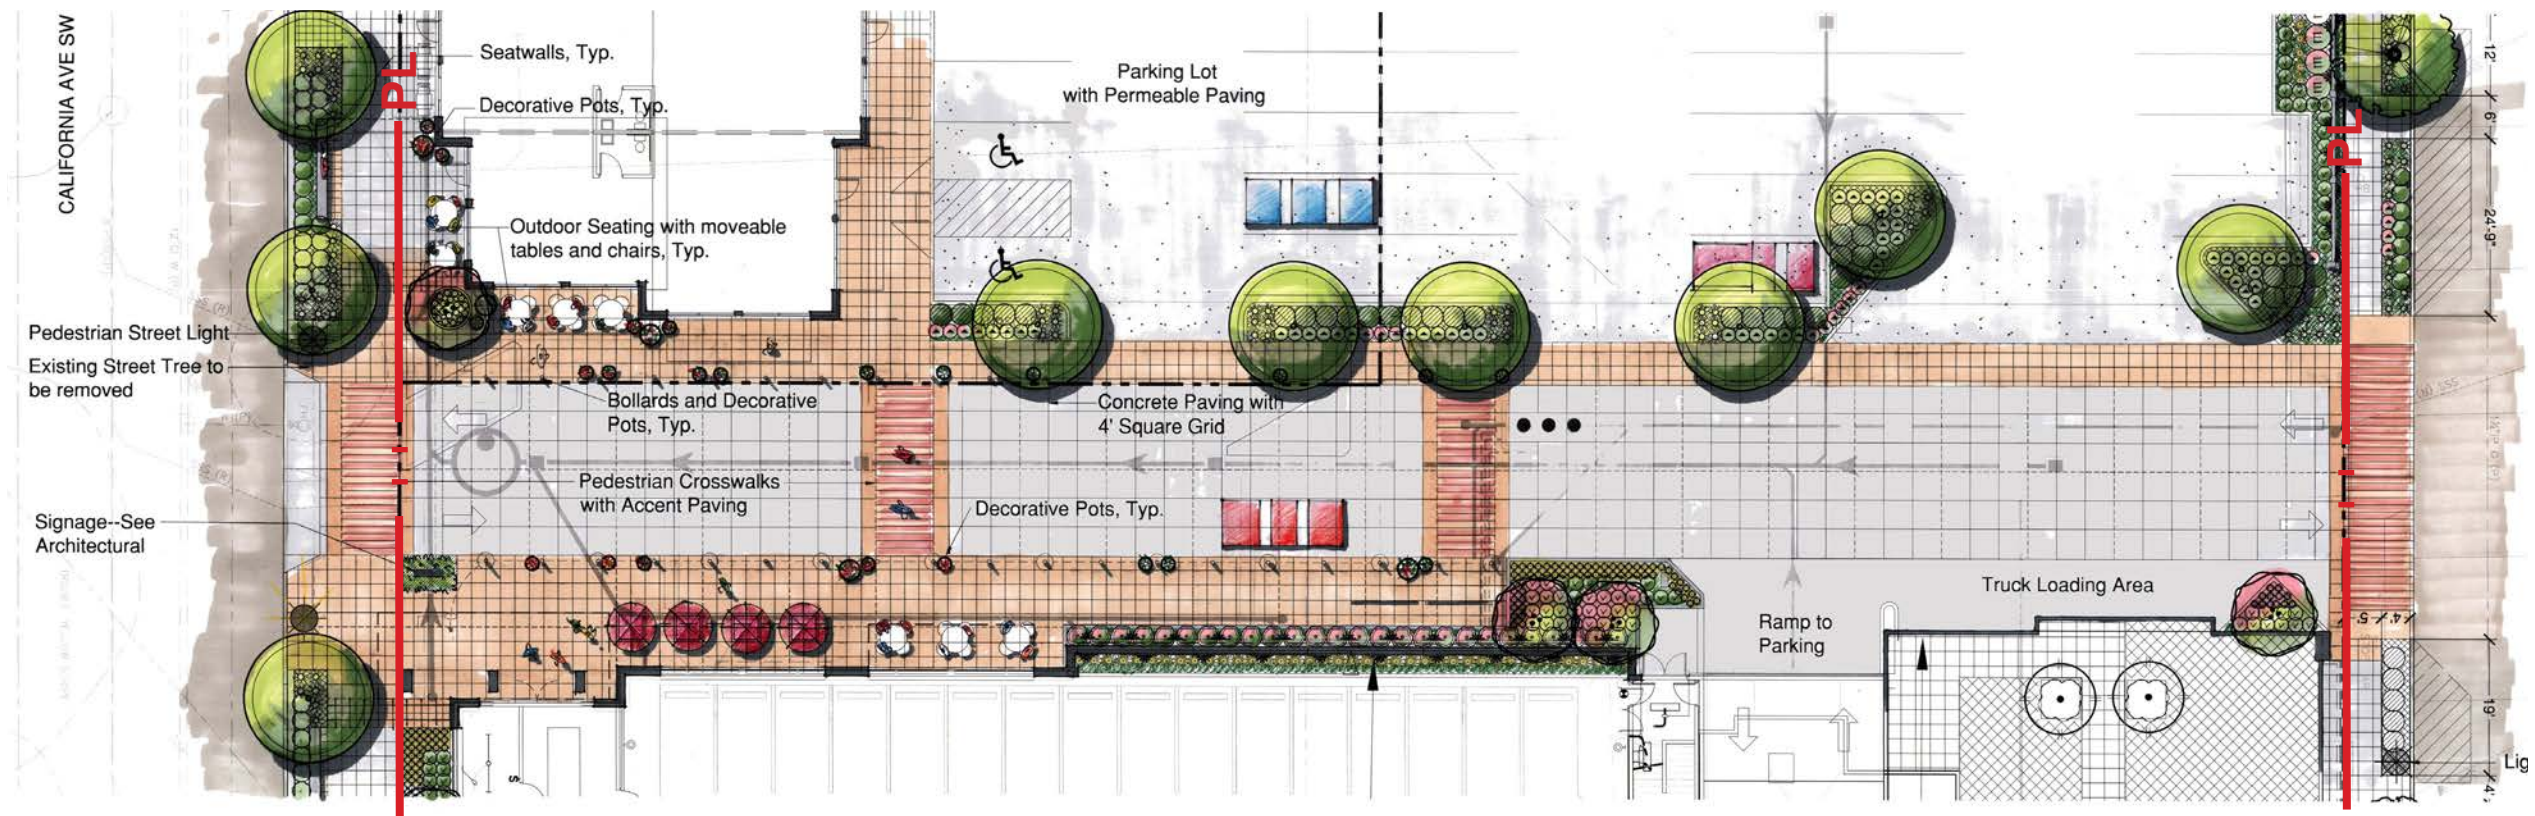 CALIFORNIA AVE SW
PL
Seatwalls, Typ.
Decorative Pots, Typ.
Outdoor Seating with moveable
tables and chairs, Typ.
Parking Lot
with Permeable Paving
PL
12'
6'
24'-9"
Pedestrian Street Light
Existing Street Tree to
be removed
Bollards and Decorative
Pots, Typ.
Concrete Paving with
4' Square Grid
Pedestrian Crosswalks
with Accent Paving
Decorative Pots, Typ.
Signage--See
Architectural
Truck Loading Area
Ramp to
Parking
5'
4'
19'
4'
Lig